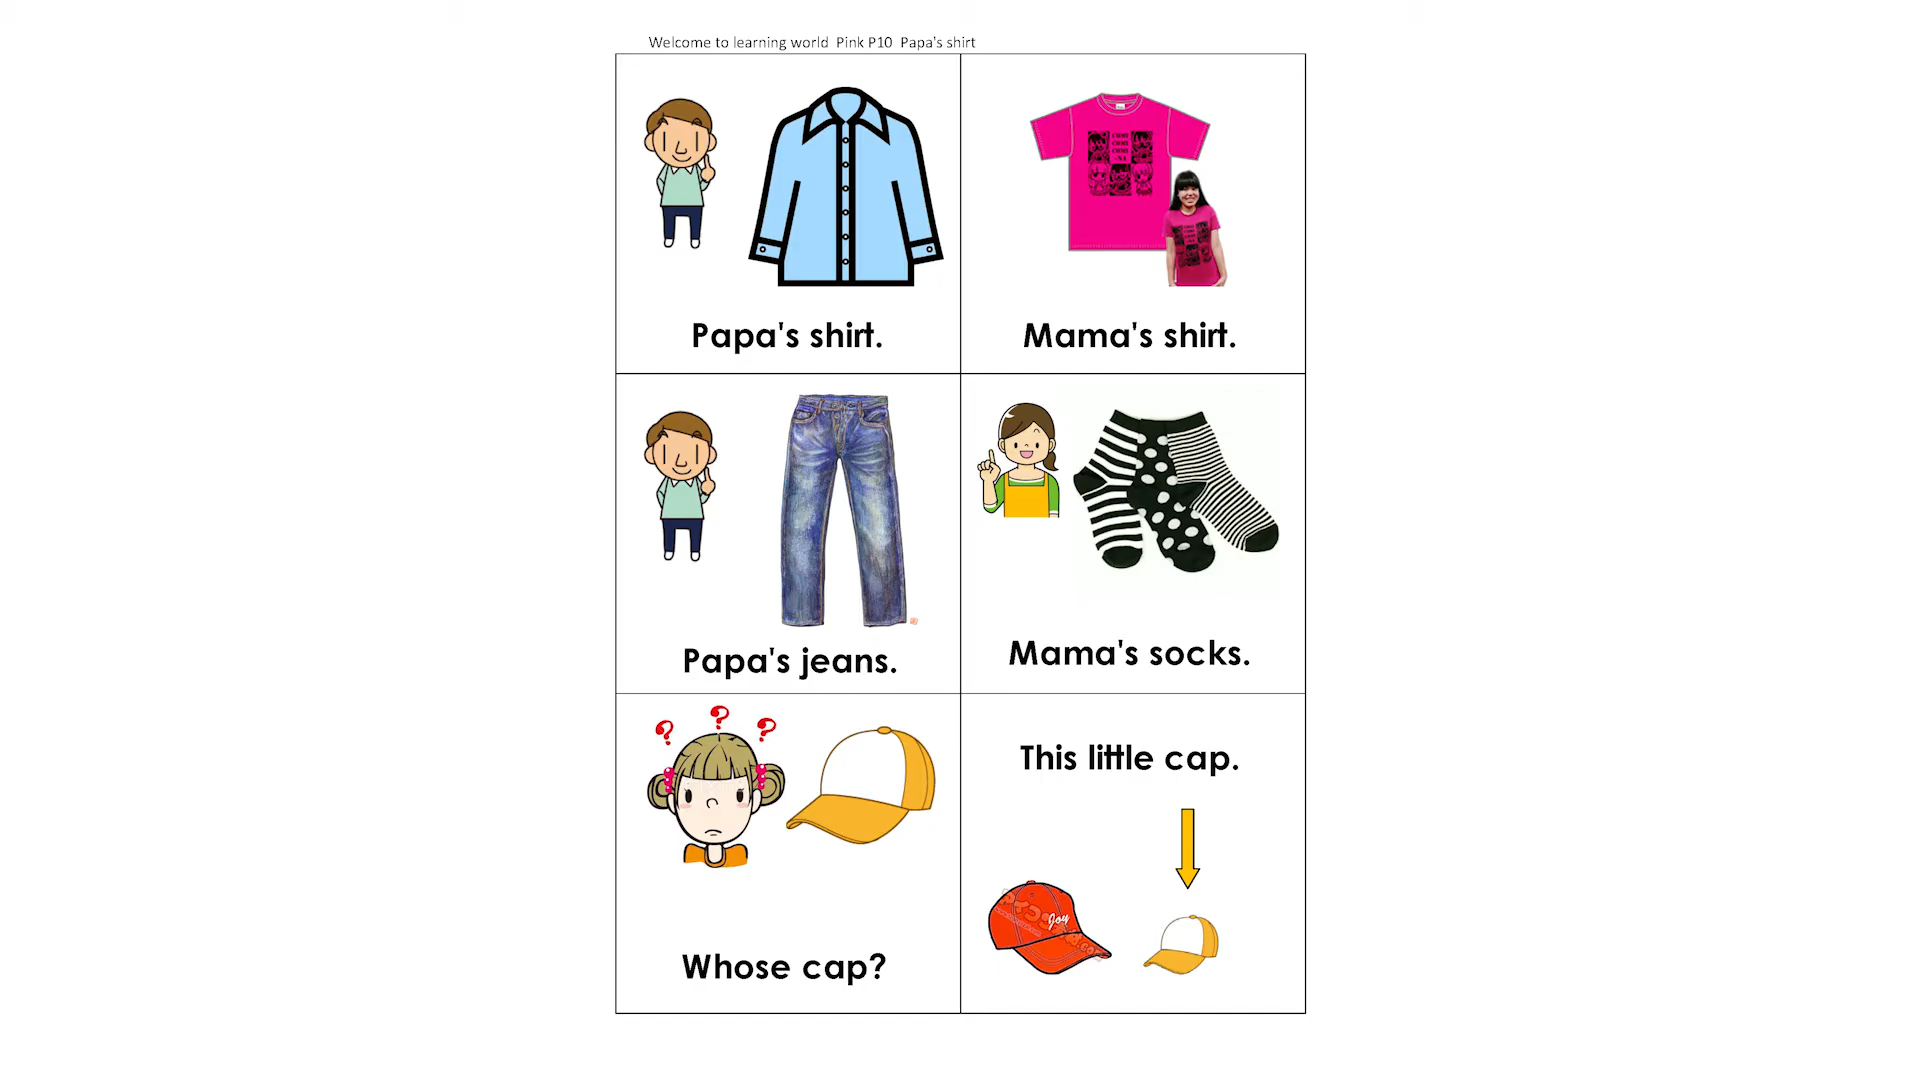 Welcome to learning world Pink P10 Papa's shirt
Papa's shirt.
Mama's shirt.
Papa's jeans.
Mama's socks.
? ? ?
Whose cap?
This little cap.
Joy